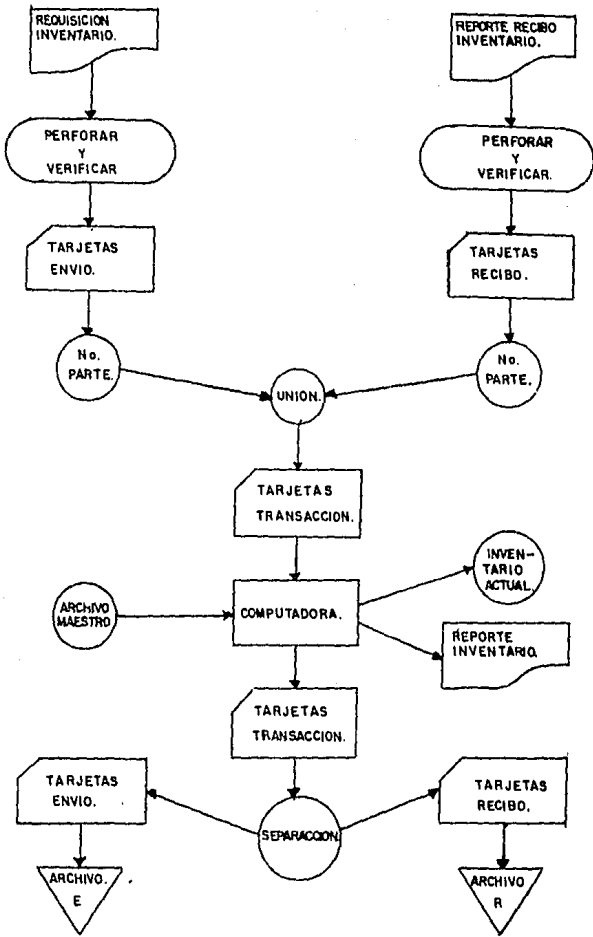 REQUISICION
INVENTARIO.
REPORTE RECIBO
INVENTARIO.
PERFORAR
Y
VERIFICAR
PERFORAR
Y
VERIFICAR.
TARJETAS
ENVIO.
TARJETAS
RECIBO.
No.
PARTE.
UNION.
No.
PARTE.
TARJETAS
TRANSACCION.
ARCHIVO
MAESTRO
COMPUTADORA.
INVEN-
TARIO
ACTUAL.
REPORTE
INVENTARIO.
TARJETAS
TRANSACCION.
TARJETAS
ENVIO.
SEPARACCION
TARJETAS
RECIBO.
ARCHIVO.
E
ARCHIVO
R